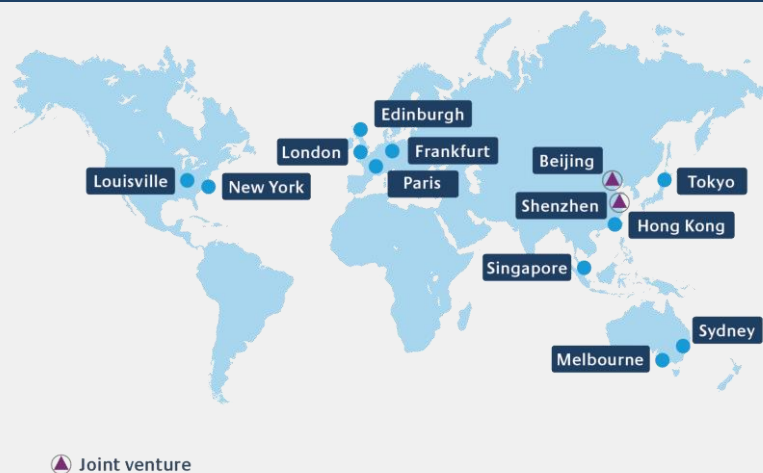 Edinburgh
London
Frankfurt
Paris
Louisville
New York
Beijing
Tokyo
Shenzhen
Hong Kong
Singapore
Sydney
Melbourne
Joint venture